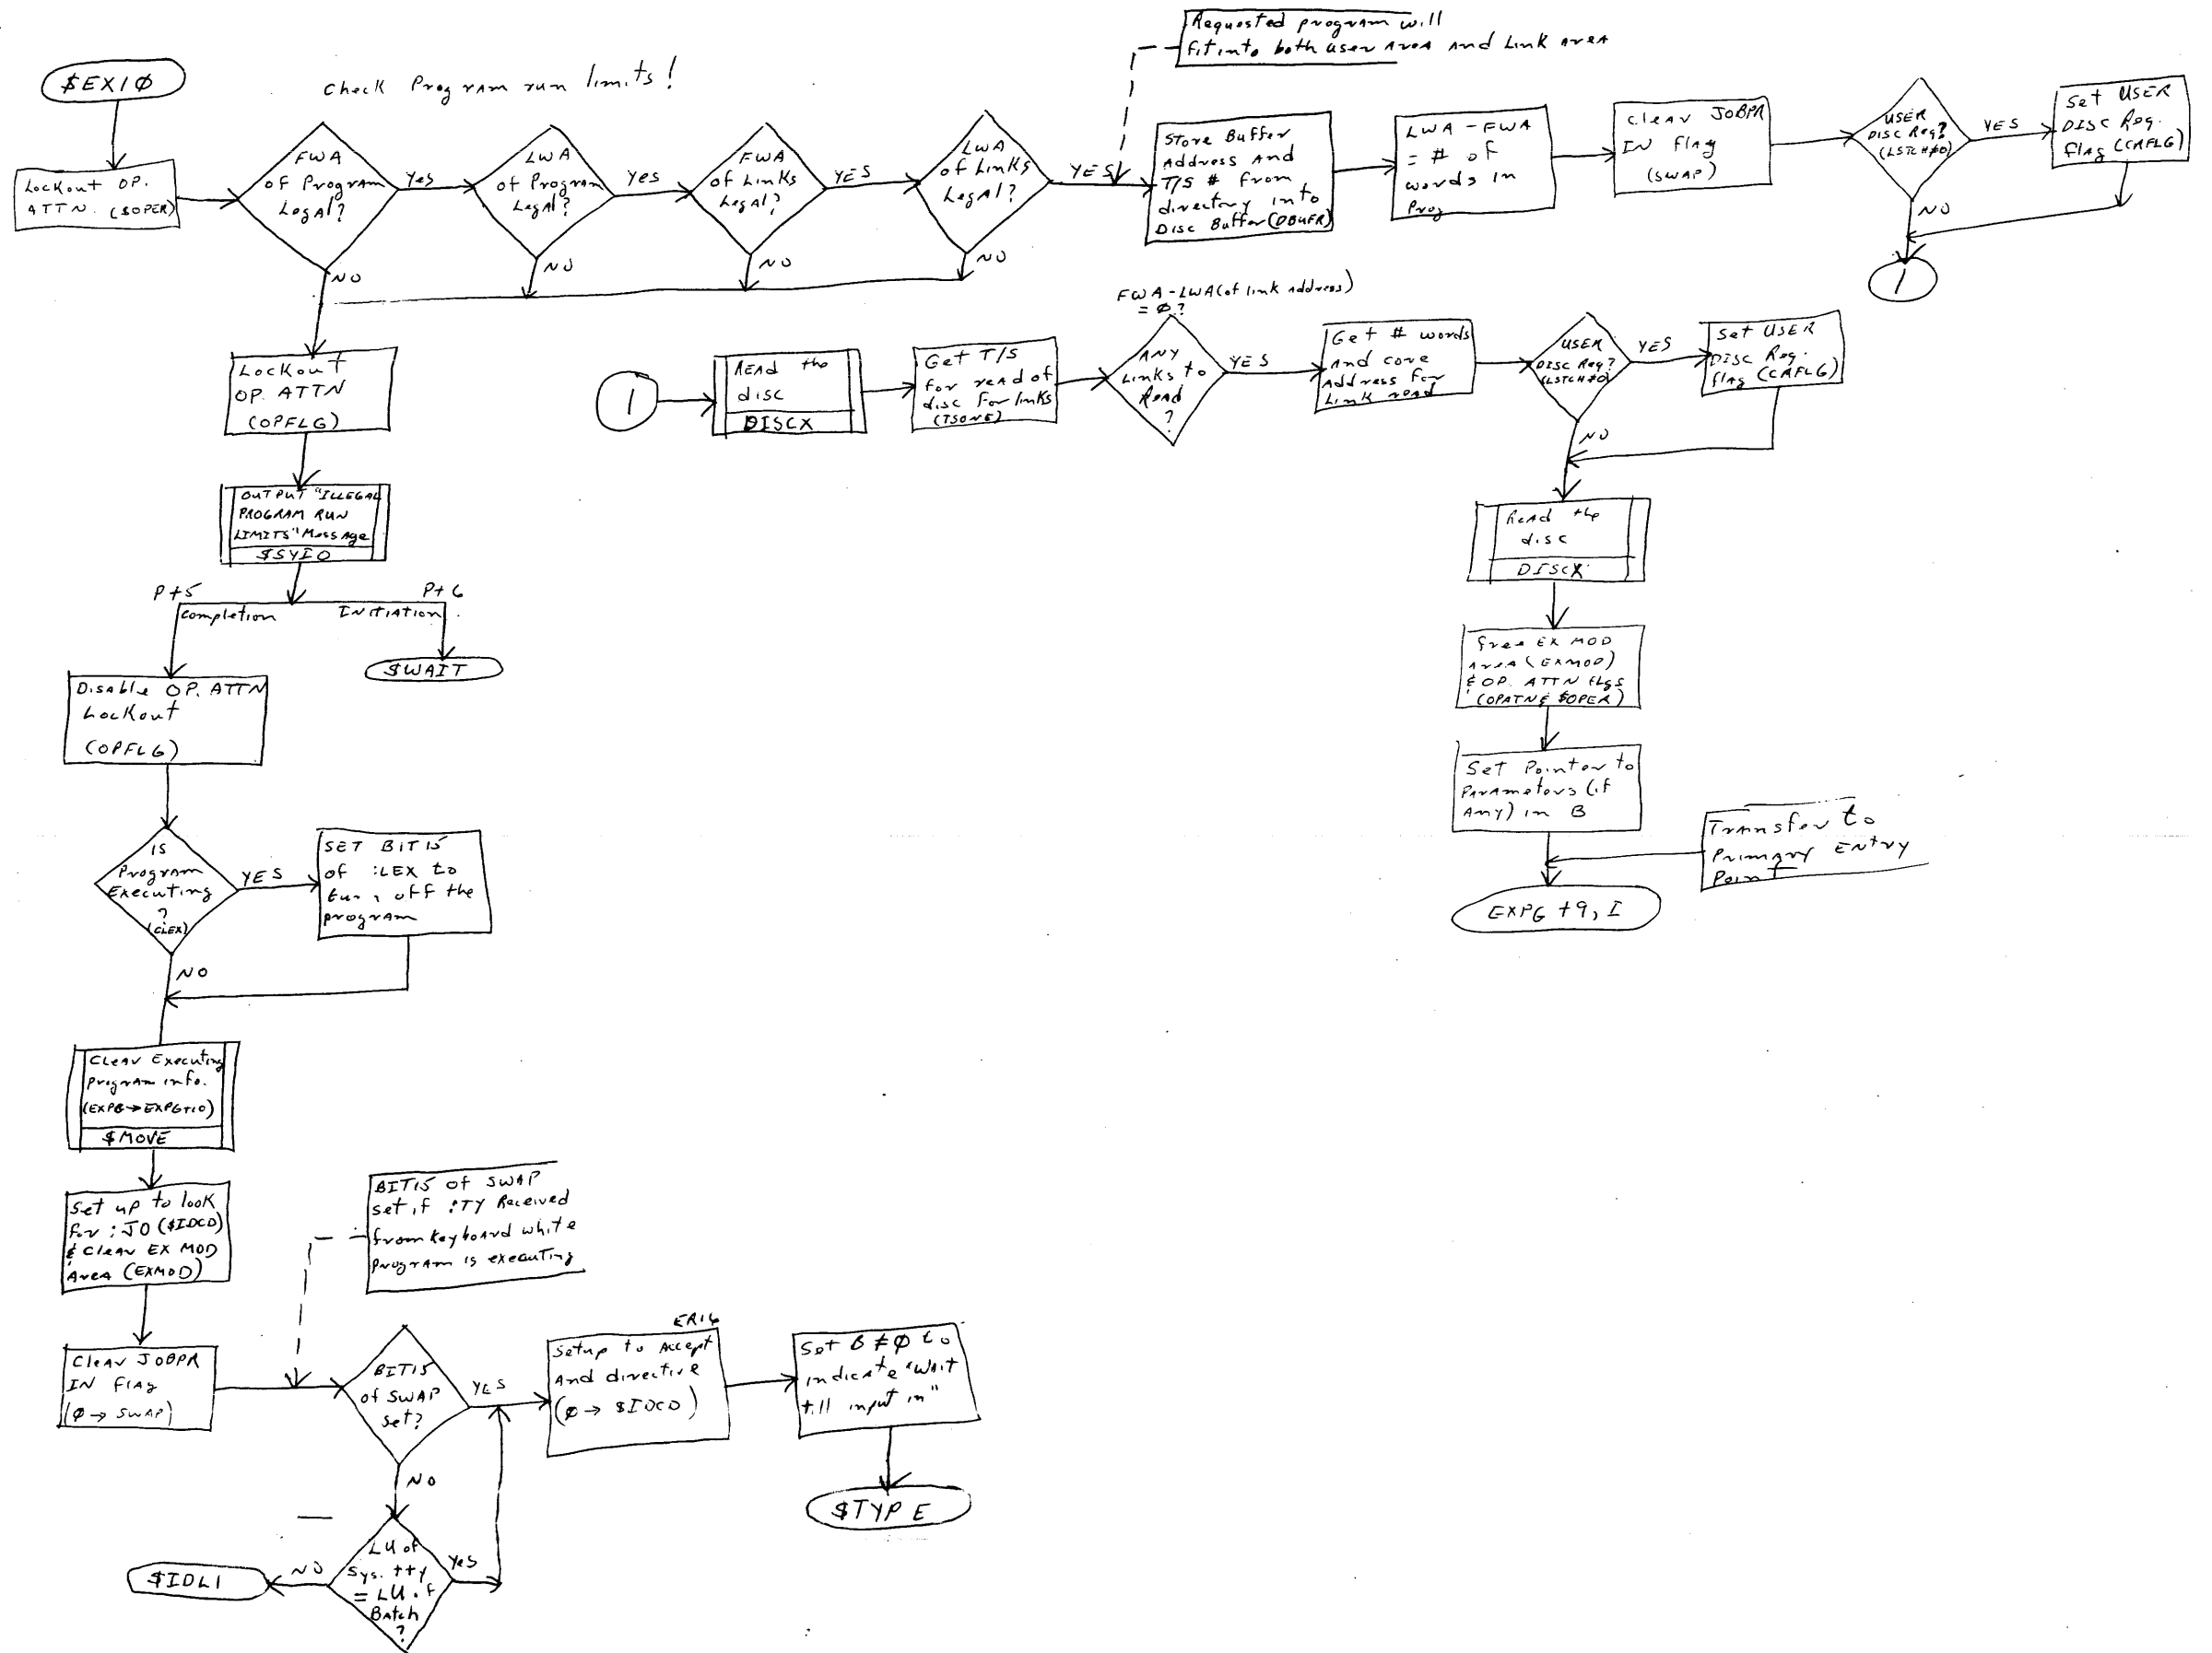 Requested program will
fit into both user AreA And Link AreA
$EX10
Check Program run limits!
Lockout OP.
ATTN. ($OPER)
FWA
of Program
Legal?
Yes
NO
LWA
of Program
Legal?
Yes
NO
FWA
of Links
Legal?
YES
NO
LWA
of Links
Legal?
YES
NO
Store Buffer
Address And
T/S # from
directory into
Disc Buffer (DBUFR)
LWA - FWA
= # of
words in
Prog
Clear JOBPR
IN flag
(SWAP)
USER
DISC Req?
(LSTCH≠0)
YES
NO
Set USER
DISC Req.
flag (CRFLG)
1
Lockout
OP. ATTN
(OPFLG)
1
READ the
disc
DISCX
Get T/S
for read of
disc for links
(TSONE)
FWA - LWA (of link address)
= Ø ?
ANY
Links to
Read
?
YES
Get # words
And core
Address for
Link read
USER
DISC Req?
(LSTCH≠0)
YES
NO
Set USER
DISC Req.
flag (CRFLG)
OUTPUT "ILLEGAL
PROGRAM RUN
LIMITS" Message
$SYIO
P+5
completion
P+6
INITIATION
$WAIT
Read the
disc
DISCX
free EX MOD
Area (EXMOD)
& OP. ATTN flgs
(OPATN & $OPER)
Set Pointer to
Parameters (if
Any) in B
Transfer to
Primary Entry
Point
EXPG +9, I
Disable OP. ATTN
Lockout
(OPFLG)
IS
Program
Executing
?
(CLEX)
YES
NO
SET BIT 15
of :LEX to
turn off the
program
Clear Executing
program info.
(EXPG→EXPG+10)
$MOVE
Set up to look
for :JO ($IDCD)
& Clear EX MOD
Area (EXMOD)
BIT15 of SWAP
set if :TY Received
from Keyboard while
program is executing
Clear JOBPR
IN flag
(Ø → SWAP)
BIT15
of SWAP
set?
YES
NO
ER16
Setup to Accept
And directive
(Ø → $IDCD)
Set B ≠ Ø to
indicate "Wait
till input in"
$TYPE
LU of
Sys. tty
= LU of
Batch
?
Yes
NO
$IDL1